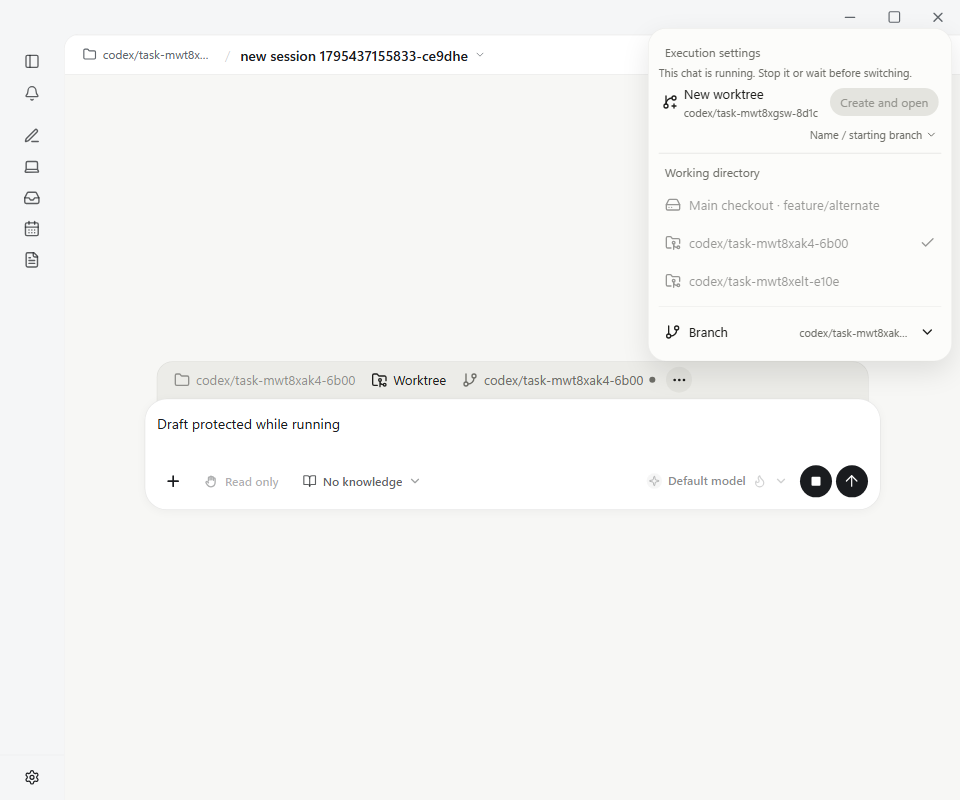 codex/task-mwt8x... / new session 1795437155833-ce9dhe
Execution settings
This chat is running. Stop it or wait before switching.
New worktree
codex/task-mwt8xgsw-8d1c
Create and open
Name / starting branch
Working directory
Main checkout · feature/alternate
codex/task-mwt8xak4-6b00
codex/task-mwt8xelt-e10e
Branch codex/task-mwt8xak...
codex/task-mwt8xak4-6b00 Worktree codex/task-mwt8xak4-6b00
Draft protected while running
Read only No knowledge Default model